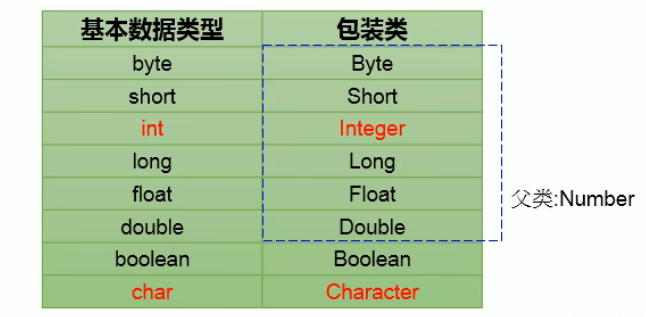 基本数据类型 包装类
byte Byte
short Short
int Integer
long Long
float Float
父类:Number
double Double
boolean Boolean
char Character